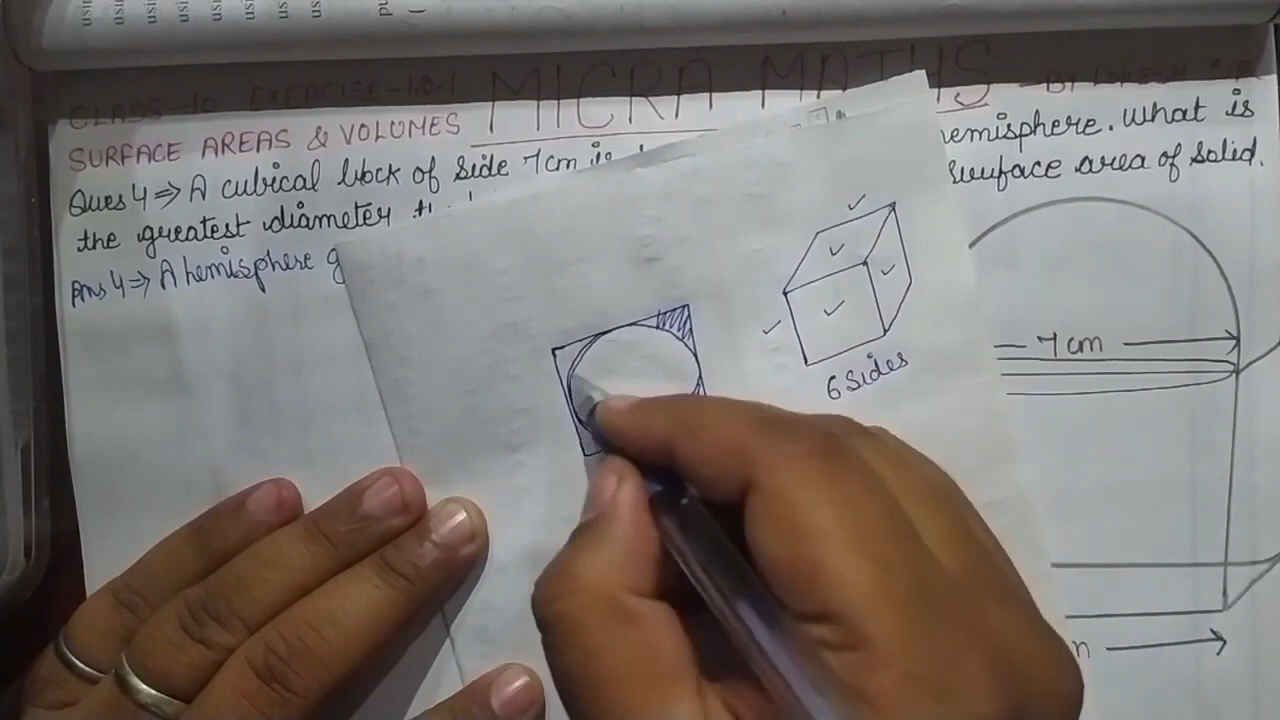 CLASS-10 EXERCISE-13.1 MICRA MATHS
SURFACE AREAS & VOLUMES
Ques 4⇒ A cubical block of side 7cm is
hemisphere. What is
the greatest diameter
surface area of solid.
Ans 4⇒ A hemisphere
6 Sides
7 cm